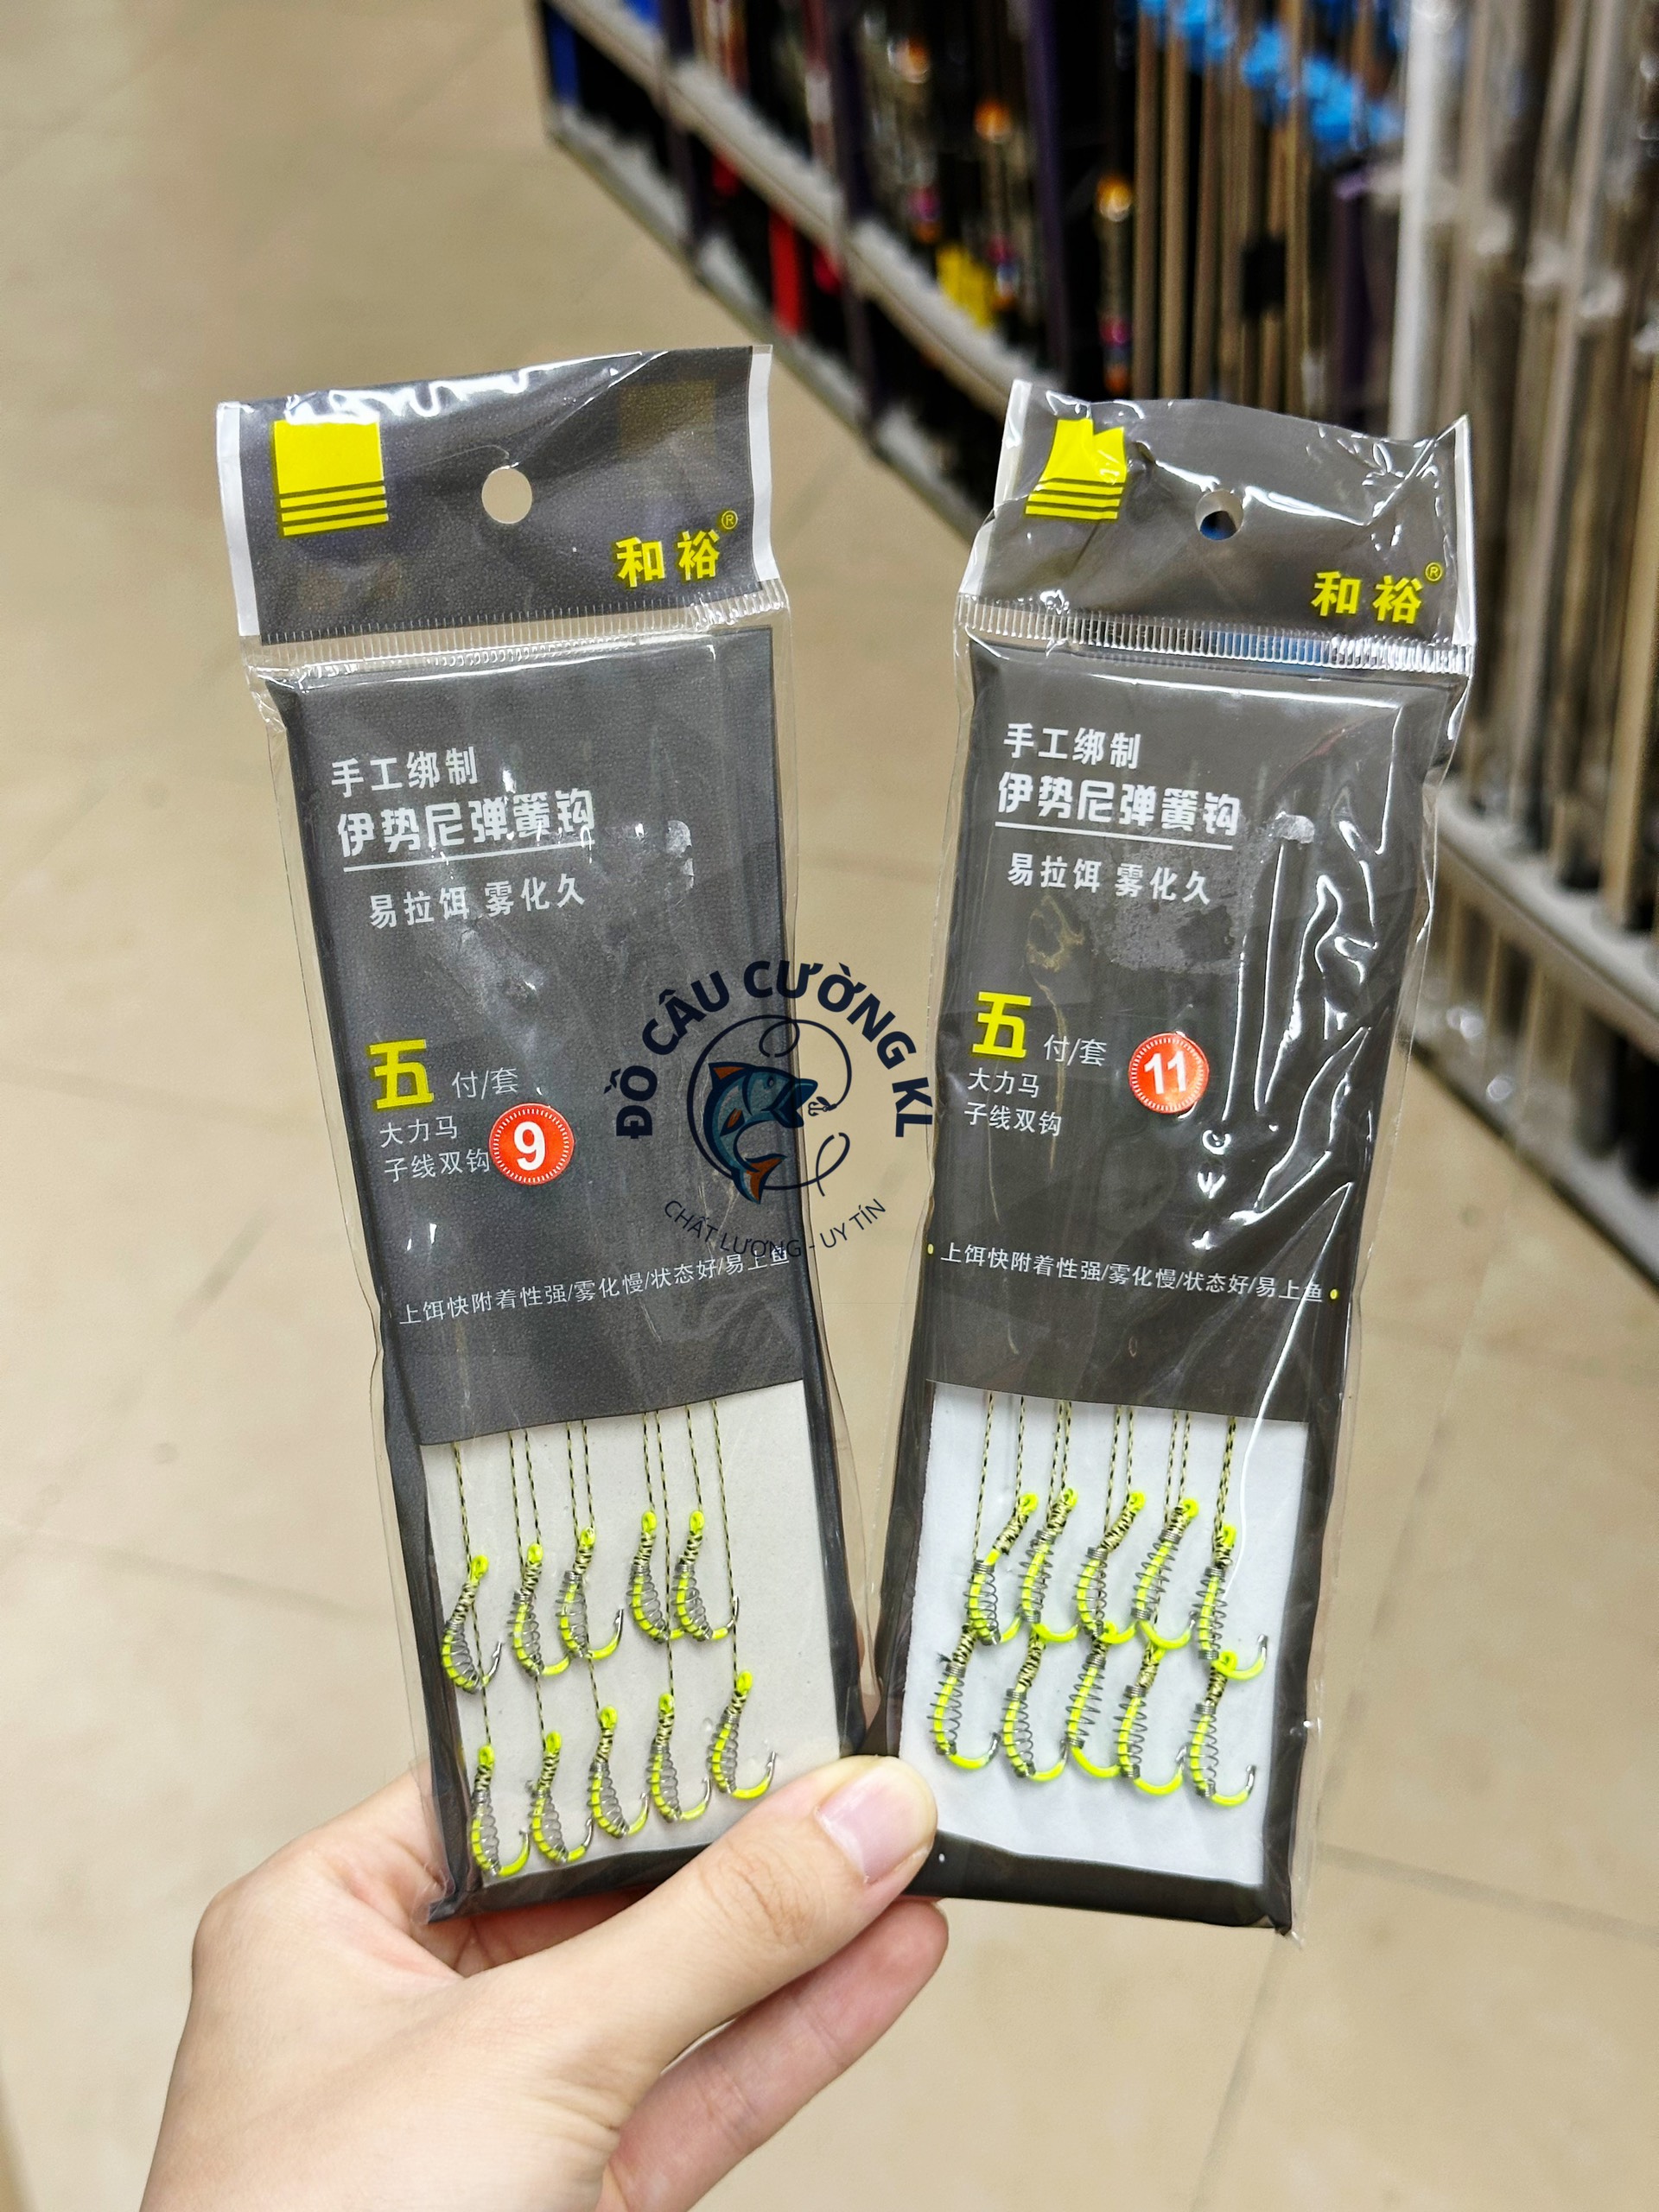 和裕®
手工绑制
伊势尼弹簧钩
易拉饵 雾化久
五 付/套
大力马
子线双钩
9
上饵快附着性强/雾化慢/状态好/易上鱼
和裕®
手工绑制
伊势尼弹簧钩
易拉饵 雾化久
五 付/套
11
大力马
子线双钩
上饵快附着性强/雾化慢/状态好/易上鱼
ĐỒ CÂU CƯỜNG KL
CHẤT LƯỢNG - UY TÍN